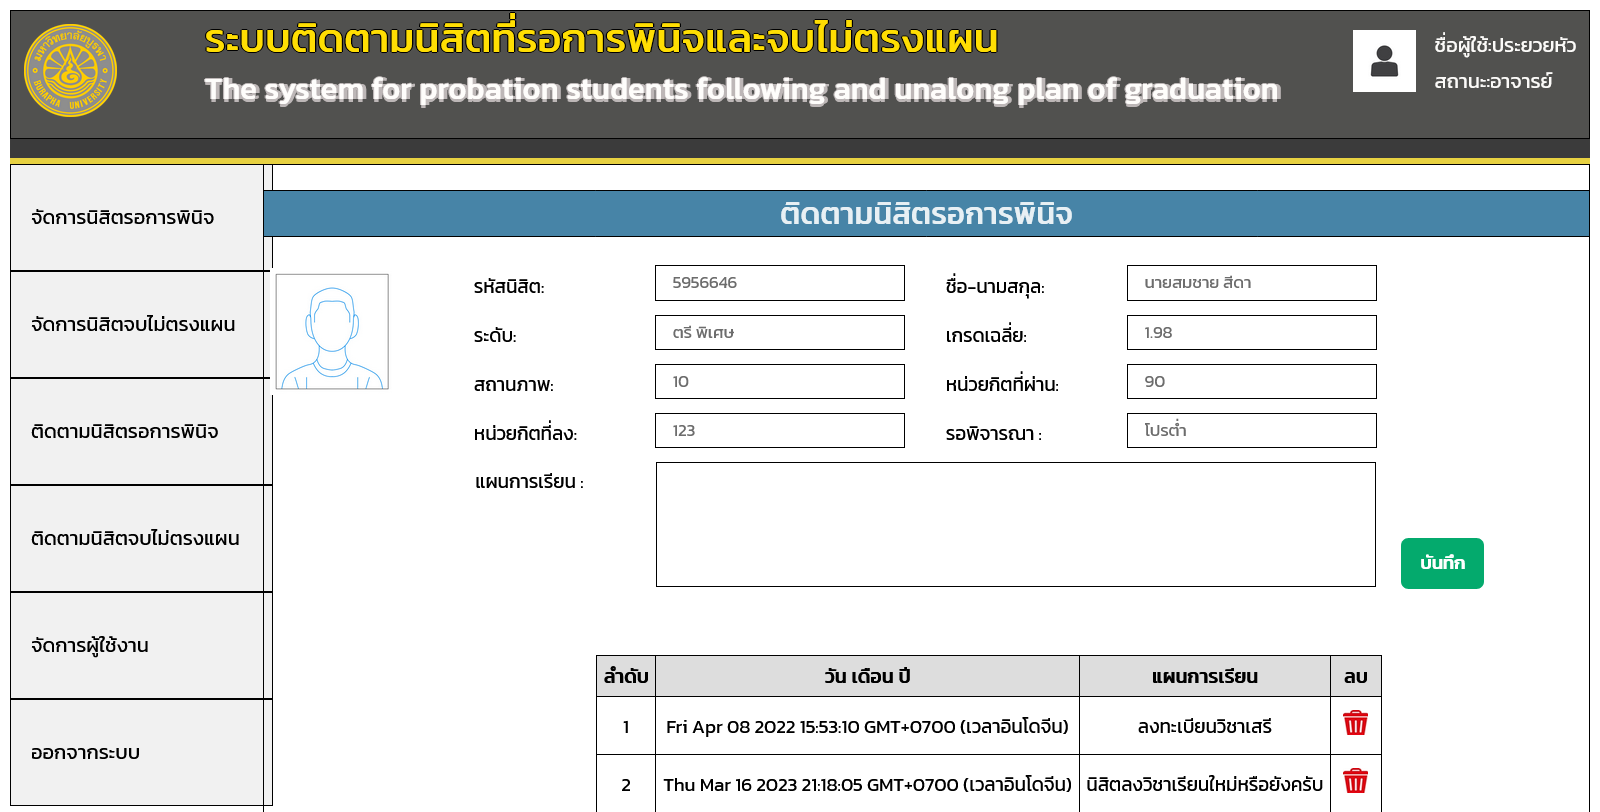 ระบบติดตามนิสิตที่รอการพินิจและจบไม่ตรงแผน
The system for probation students following and unalong plan of graduation
มหาวิทยาลัยบูรพา
BURAPHA UNIVERSITY
ชื่อผู้ใช้:ประยวยหัว
สถานะ:อาจารย์
จัดการนิสิตรอการพินิจ
จัดการนิสิตจบไม่ตรงแผน
ติดตามนิสิตรอการพินิจ
ติดตามนิสิตจบไม่ตรงแผน
จัดการผู้ใช้งาน
ออกจากระบบ
ติดตามนิสิตรอการพินิจ
รหัสนิสิต: 5956646 ชื่อ-นามสกุล: นายสมชาย สีดา
ระดับ: ตรี พิเศษ เกรดเฉลี่ย: 1.98
สถานภาพ: 10 หน่วยกิตที่ผ่าน: 90
หน่วยกิตที่ลง: 123 รอพิจารณา : โปรต่ำ
แผนการเรียน :
บันทึก
ลำดับ วัน เดือน ปี แผนการเรียน ลบ
1 Fri Apr 08 2022 15:53:10 GMT+0700 (เวลาอินโดจีน) ลงทะเบียนวิชาเสรี
2 Thu Mar 16 2023 21:18:05 GMT+0700 (เวลาอินโดจีน) นิสิตลงวิชาเรียนใหม่หรือยังครับ